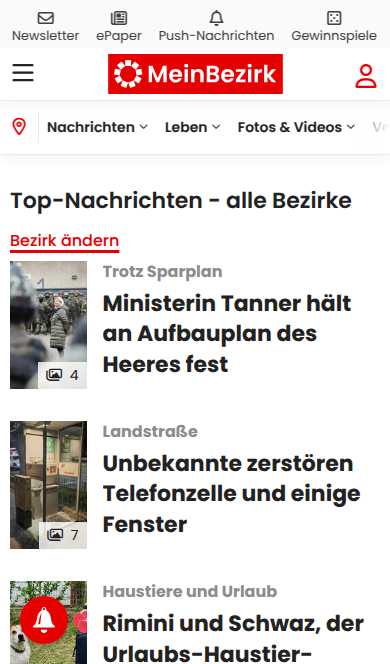 Newsletter ePaper Push-Nachrichten Gewinnspiele
MeinBezirk
Nachrichten Leben Fotos & Videos
Top-Nachrichten - alle Bezirke
Bezirk ändern
Trotz Sparplan
Ministerin Tanner hält
an Aufbauplan des
Heeres fest
4
Landstraße
Unbekannte zerstören
Telefonzelle und einige
Fenster
7
Haustiere und Urlaub
Rimini und Schwaz, der
Urlaubs-Haustier-